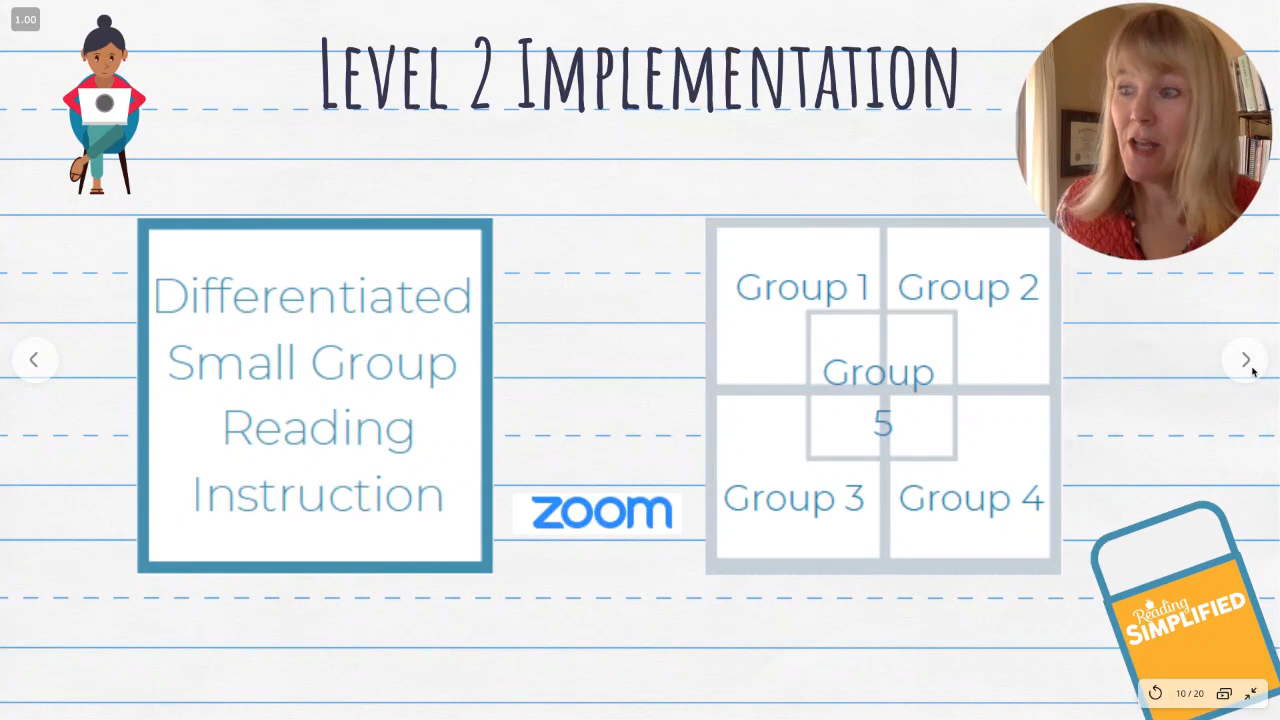 1.00
Level 2 Implementation
Differentiated
Small Group
Reading
Instruction
zoom
Group 1
Group 2
Group
5
Group 3
Group 4
Reading
SIMPLIFIED
10 / 20